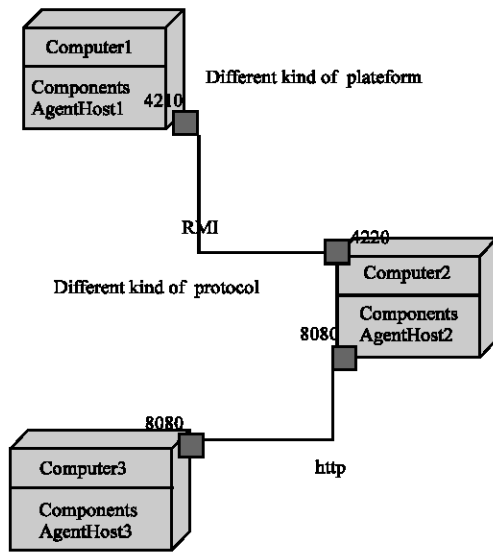 Computer1
Different kind of plateform
Components
AgentHost1
4210
RMI
4220
Computer2
Different kind of protocol
Components
AgentHost2
8080
8080
http
Computer3
Components
AgentHost3